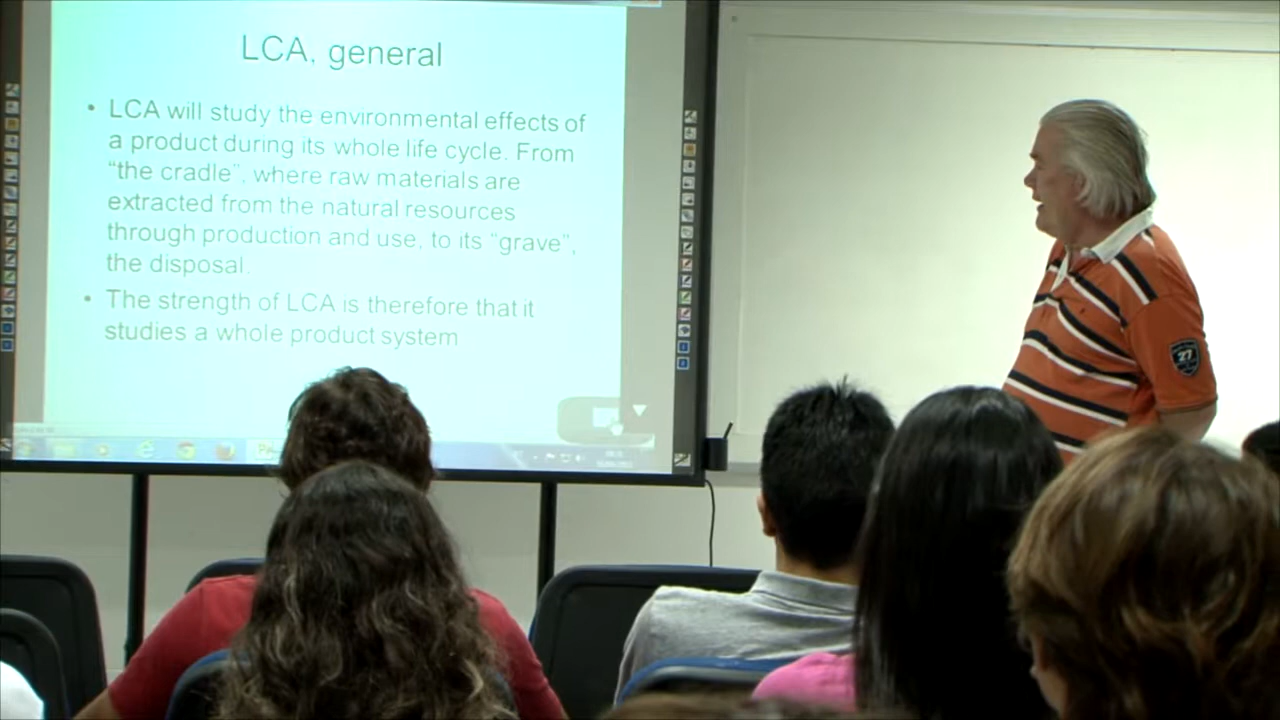 LCA, general
• LCA will study the environmental effects of
a product during its whole life cycle. From
“the cradle”, where raw materials are
extracted from the natural resources
through production and use, to its “grave”,
the disposal.
• The strength of LCA is therefore that it
studies a whole product system
27